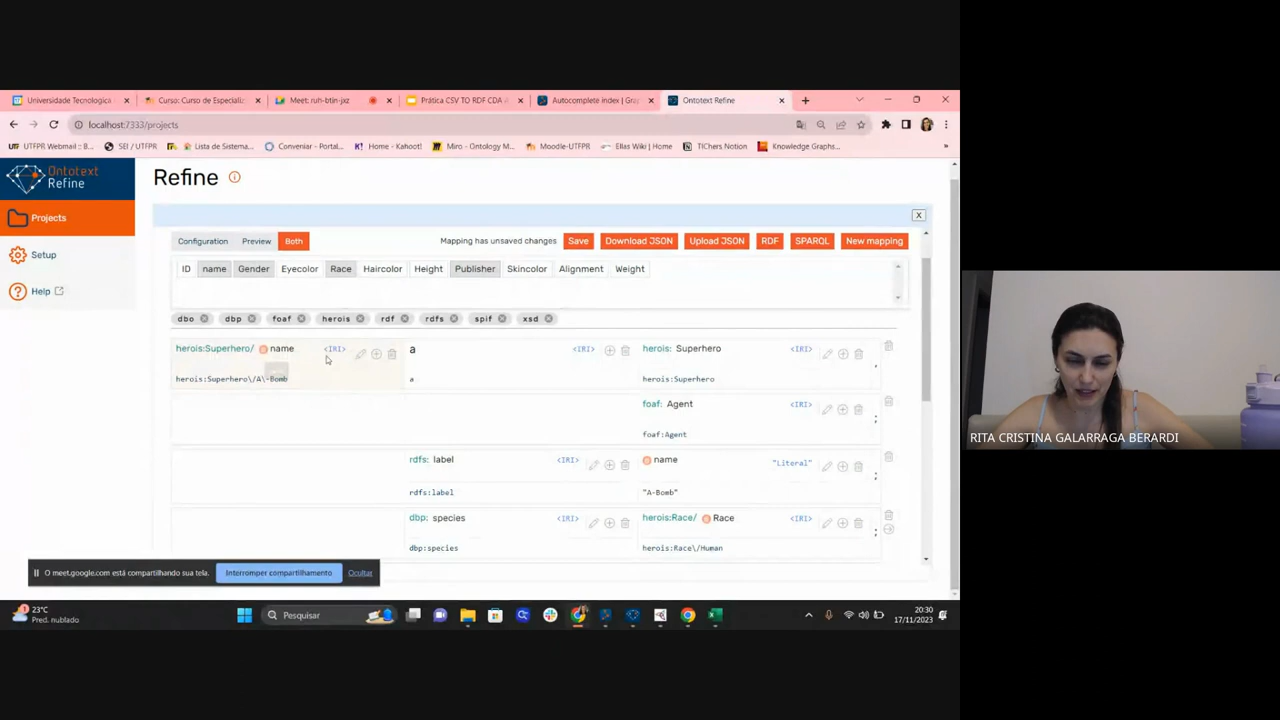 Universidade Tecnológica
Curso: Curso de Especializ
Meet: ruh-btin-jxz
Prática CSV TO RDF CDA
Autocomplete index | Grap
Ontotext Refine
localhost:7333/projects
UTFPR Webmail :: B...
SEI / UTFPR
Lista de Sistema...
Conveniar - Portal...
Home - Kahoot!
Miro - Ontology M...
Moodle-UTFPR
Elias Wiki | Home
TIChers.Notion
Knowledge Graphs...
Ontotext
Refine
Projects
Setup
Help
Refine
X
Configuration
Preview
Both
Mapping has unsaved changes
Save
Download JSON
Upload JSON
RDF
SPARQL
New mapping
ID name Gender Eyecolor Race Haircolor Height Publisher Skincolor Alignment Weight
dbo dbp foaf herois rdf rdfs spif xsd
herois:Superhero/ @ name <IRI>
a <IRI>
herois: Superhero <IRI>
.
herois:Superhero\/A\-Bomb
a
herois:Superhero
foaf: Agent <IRI>
;
foaf:Agent
rdfs: label <IRI>
@ name "Literal"
;
rdfs:label
"A-Bomb"
dbp: species <IRI>
herois:Race/ @ Race <IRI>
;
dbp:species
herois:Race\/Human
O meet.google.com está compartilhando sua tela.
Interromper compartilhamento
Ocultar
23°C
Pred. nublado
Pesquisar
20:30
17/11/2023
RITA CRISTINA GALARRAGA BERARDI